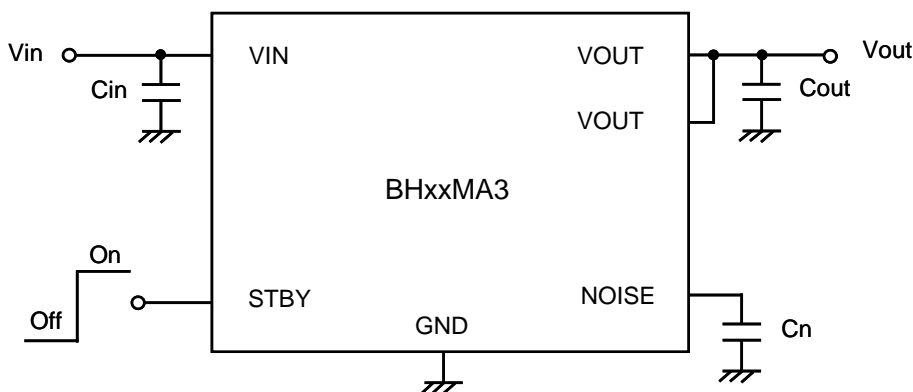 Vin
VIN
VOUT
Vout
Cin
Cout
VOUT
BHxxMA3
On
Off
STBY
NOISE
GND
Cn